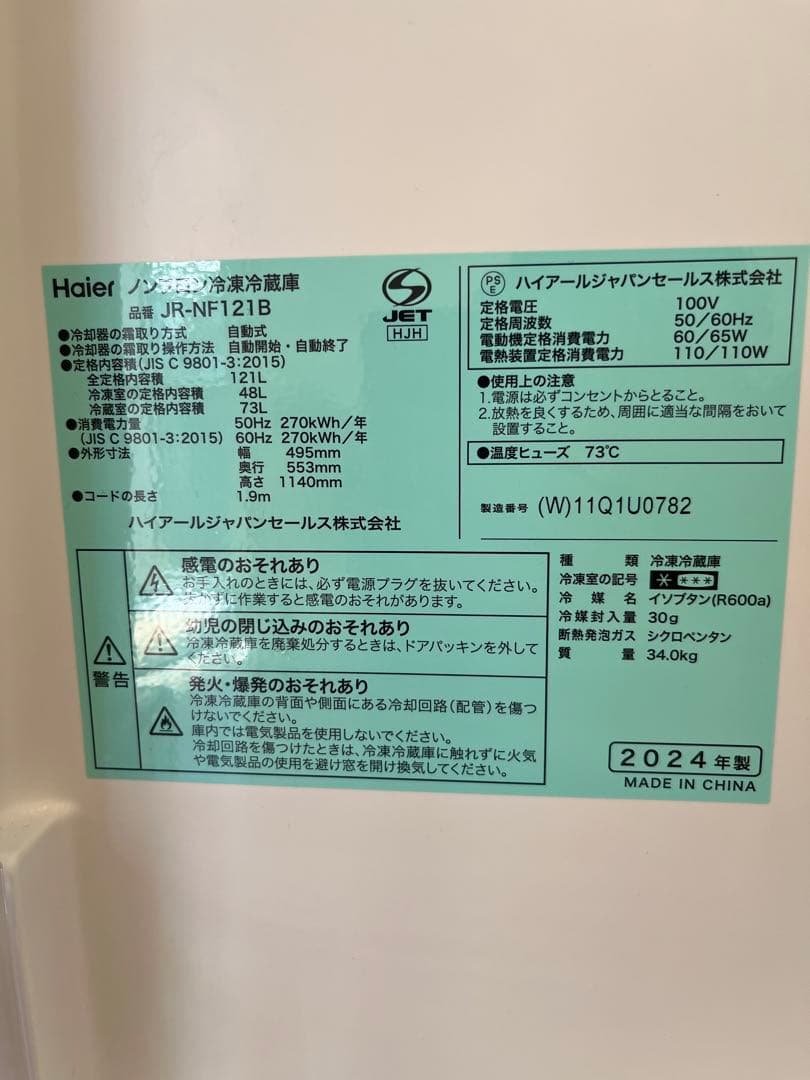 Haier ノンフロン冷凍冷蔵庫
品番 JR-NF121B
●冷却器の霜取り方式 自動式
●冷却器の霜取り操作方法 自動開始・自動終了
●定格内容積(JIS C 9801-3:2015)
全定格内容積 121L
冷凍室の定格内容積 48L
冷蔵室の定格内容積 73L
●消費電力量 50Hz 270kWh/年
(JIS C 9801-3:2015) 60Hz 270kWh/年
●外形寸法 幅 495mm
奥行 553mm
高さ 1140mm
●コードの長さ 1.9m
ハイアールジャパンセールス株式会社
JET
HJH
PS
E
ハイアールジャパンセールス株式会社
定格電圧 100V
定格周波数 50/60Hz
電動機定格消費電力 60/65W
電熱装置定格消費電力 110/110W
●使用上の注意
1.電源は必ずコンセントからとること。
2.放熱を良くするため、周囲に適当な間隔をおいて
設置すること。
●温度ヒューズ 73℃
製造番号 (W)11Q1U0782
警告
感電のおそれあり
お手入れのときには、必ず電源プラグを抜いてください。
抜かずに作業すると感電のおそれがあります。
幼児の閉じ込めのおそれあり
冷凍冷蔵庫を廃棄処分するときは、ドアパッキンを外して
ください。
発火・爆発のおそれあり
冷凍冷蔵庫の背面や側面にある冷却回路(配管)を傷つ
けないでください。
庫内では電気製品を使用しないでください。
冷却回路を傷つけたときは、冷凍冷蔵庫に触れずに火気
や電気製品の使用を避け窓を開け換気してください。
種類 冷凍冷蔵庫
冷凍室の記号 * ***
冷媒名 イソブタン(R600a)
冷媒封入量 30g
断熱発泡ガス シクロペンタン
質量 34.0kg
2024年製
MADE IN CHINA